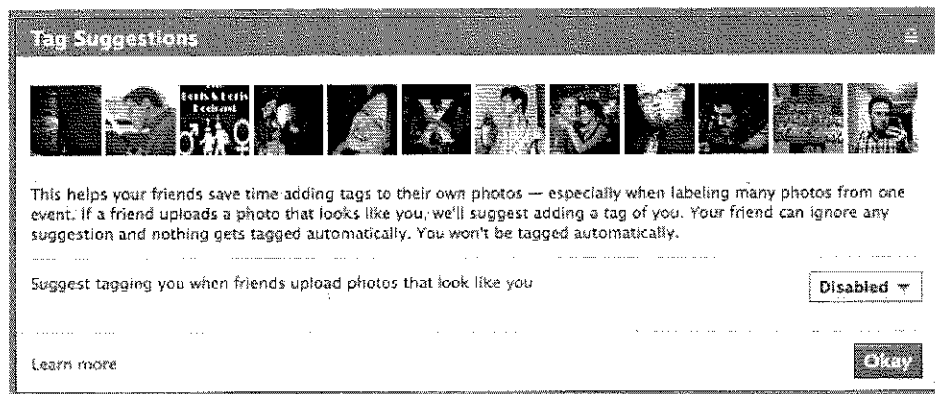 Tag Suggestions
Boris & Boris
Podcast
This helps your friends save time adding tags to their own photos — especially when labeling many photos from one
event. If a friend uploads a photo that looks like you, we'll suggest adding a tag of you. Your friend can ignore any
suggestion and nothing gets tagged automatically. You won't be tagged automatically.
Suggest tagging you when friends upload photos that look like you
Disabled
Learn more
Okay